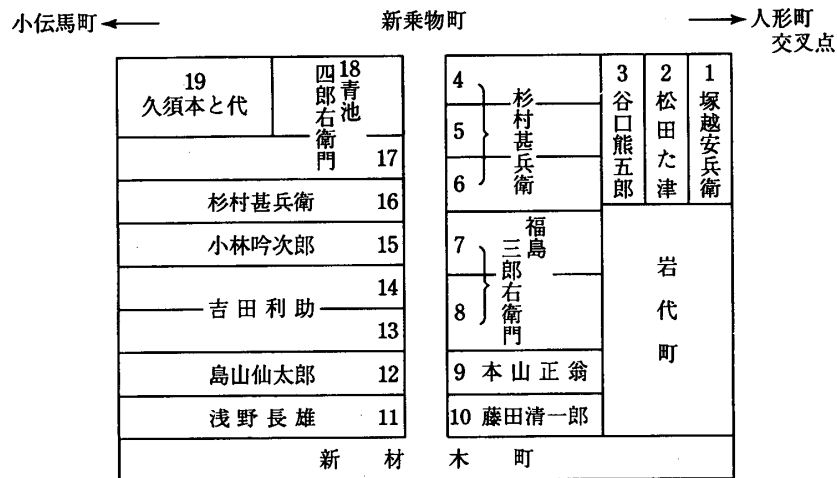 小伝馬町 新乗物町 人形町
交叉点
19
久須本と代
18 青池
四郎右衛門
17
杉村甚兵衛 16
小林吟次郎 15
14
吉田利助
13
島山仙太郎 12
浅野長雄 11
4
5
6
杉村甚兵衛
3 谷口熊五郎
2 松田た津
1 塚越安兵衛
7
8
福島
三郎右衛門
岩代町
9 本山正翁
10 藤田清一郎
新材木町